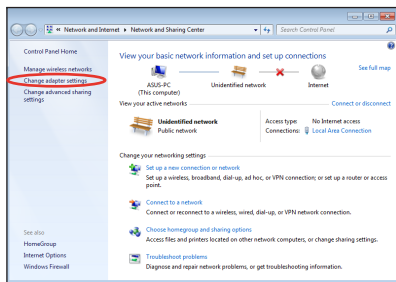 « Network and Internet ▸ Network and Sharing Center
Search Control Panel
Control Panel Home
Manage wireless networks
Change adapter settings
Change advanced sharing
settings
See also
HomeGroup
Internet Options
Windows Firewall
View your basic network information and set up connections
See full map
ASUS-PC
(This computer)
Unidentified network
Internet
View your active networks
Connect or disconnect
Unidentified network
Public network
Access type: No Internet access
Connections: Local Area Connection
Change your networking settings
Set up a new connection or network
Set up a wireless, broadband, dial-up, ad hoc, or VPN connection; or set up a router or access
point.
Connect to a network
Connect or reconnect to a wireless, wired, dial-up, or VPN network connection.
Choose homegroup and sharing options
Access files and printers located on other network computers, or change sharing settings.
Troubleshoot problems
Diagnose and repair network problems, or get troubleshooting information.